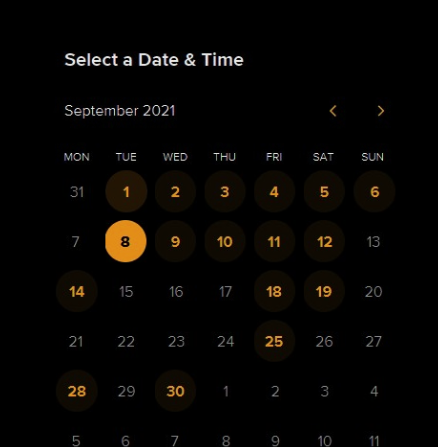 Select a Date & Time
September 2021
MON TUE WED THU FRI SAT SUN
31 1 2 3 4 5 6
7 8 9 10 11 12 13
14 15 16 17 18 19 20
21 22 23 24 25 26 27
28 29 30 1 2 3 4
5 6 7 8 9 10 11